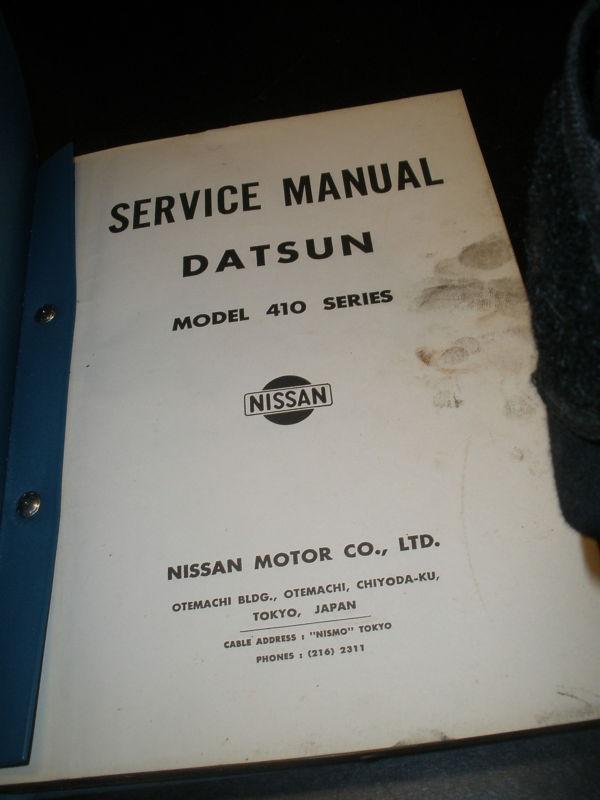 SERVICE MANUAL
DATSUN
MODEL 410 SERIES
NISSAN
NISSAN MOTOR CO., LTD.
OTEMACHI BLDG., OTEMACHI, CHIYODA-KU,
TOKYO, JAPAN
CABLE ADDRESS : "NISMO" TOKYO
PHONES : (216) 2311